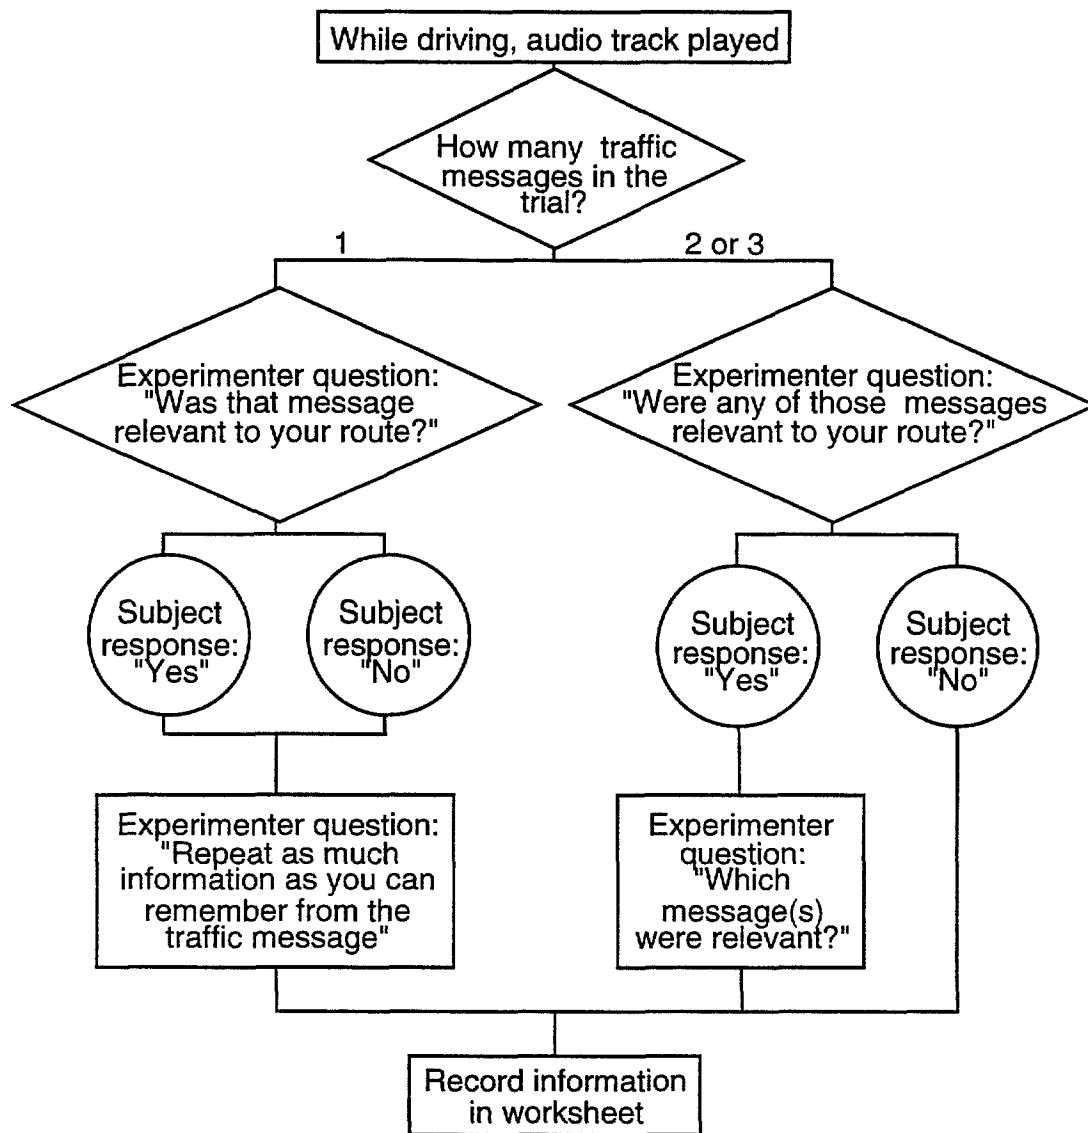 While driving, audio track played
How many traffic
messages in the
trial?
1
2 or 3
Experimenter question:
"Was that message
relevant to your route?"
Experimenter question:
"Were any of those messages
relevant to your route?"
Subject
response:
"Yes"
Subject
response:
"No"
Subject
response:
"Yes"
Subject
response:
"No"
Experimenter question:
"Repeat as much
information as you can
remember from the
traffic message"
Experimenter
question:
"Which
message(s)
were relevant?"
Record information
in worksheet